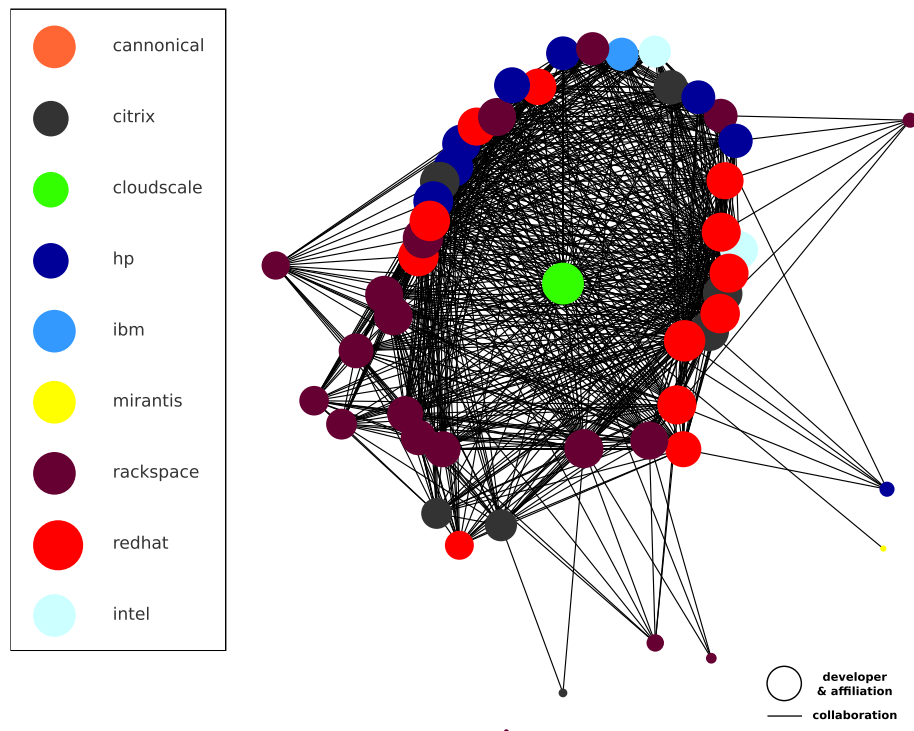 cannonical
citrix
cloudscale
hp
ibm
mirantis
rackspace
redhat
intel
developer
& affiliation
collaboration